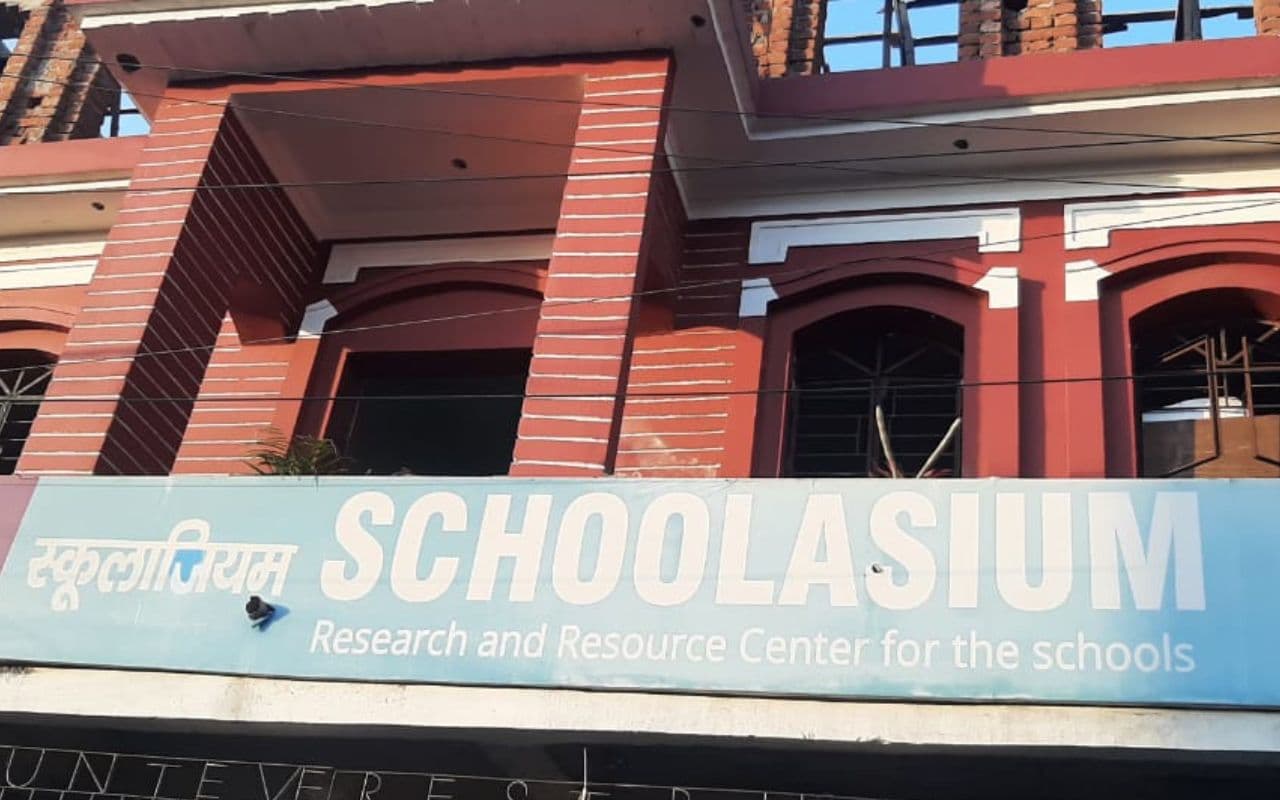 स्कूलाजियम SCHOOLASIUM
Research and Resource Center for the schools